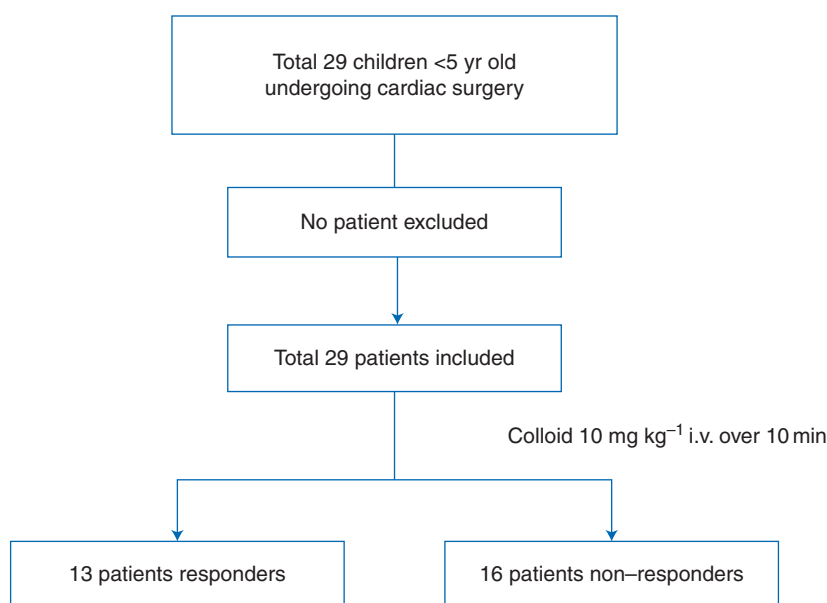 Total 29 children <5 yr old
undergoing cardiac surgery
No patient excluded
Total 29 patients included
Colloid 10 mg kg⁻¹ i.v. over 10 min
13 patients responders
16 patients non–responders